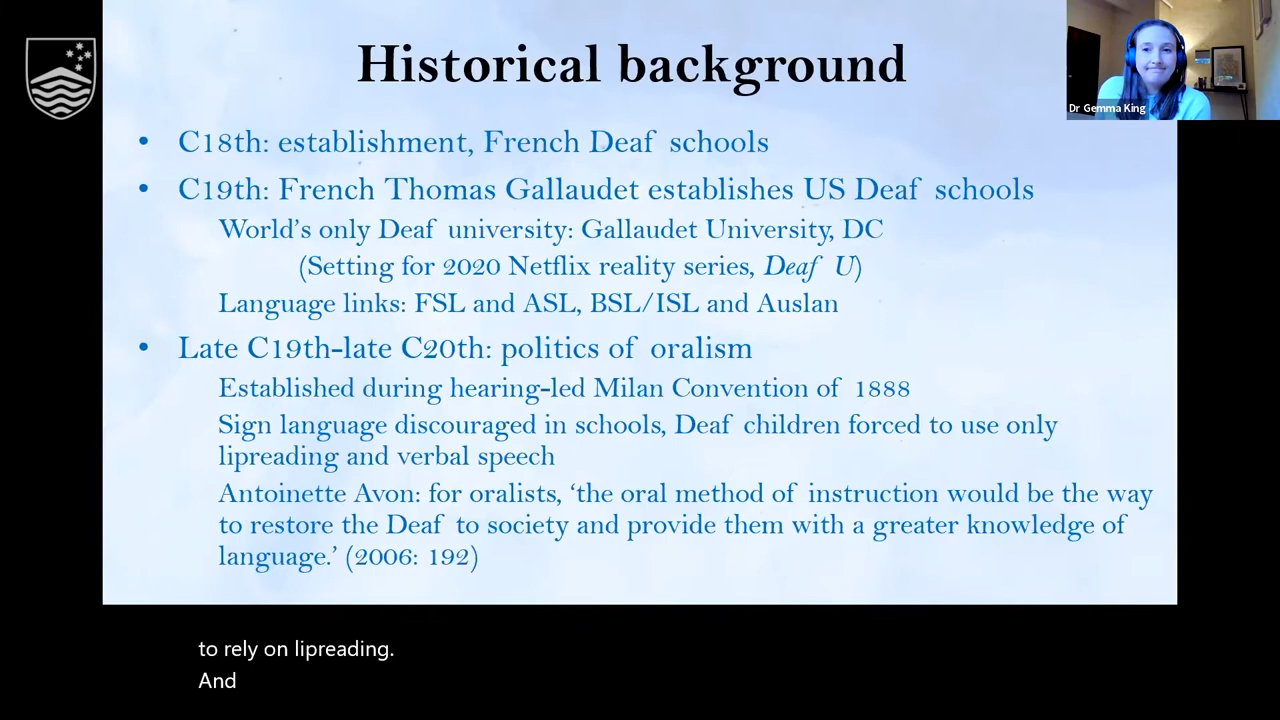 Historical background
Dr Gemma King
• C18th: establishment, French Deaf schools
• C19th: French Thomas Gallaudet establishes US Deaf schools
World's only Deaf university: Gallaudet University, DC
(Setting for 2020 Netflix reality series, Deaf U)
Language links: FSL and ASL, BSL/ISL and Auslan
• Late C19th-late C20th: politics of oralism
Established during hearing-led Milan Convention of 1888
Sign language discouraged in schools, Deaf children forced to use only
lipreading and verbal speech
Antoinette Avon: for oralists, ‘the oral method of instruction would be the way
to restore the Deaf to society and provide them with a greater knowledge of
language.’ (2006: 192)
to rely on lipreading.
And